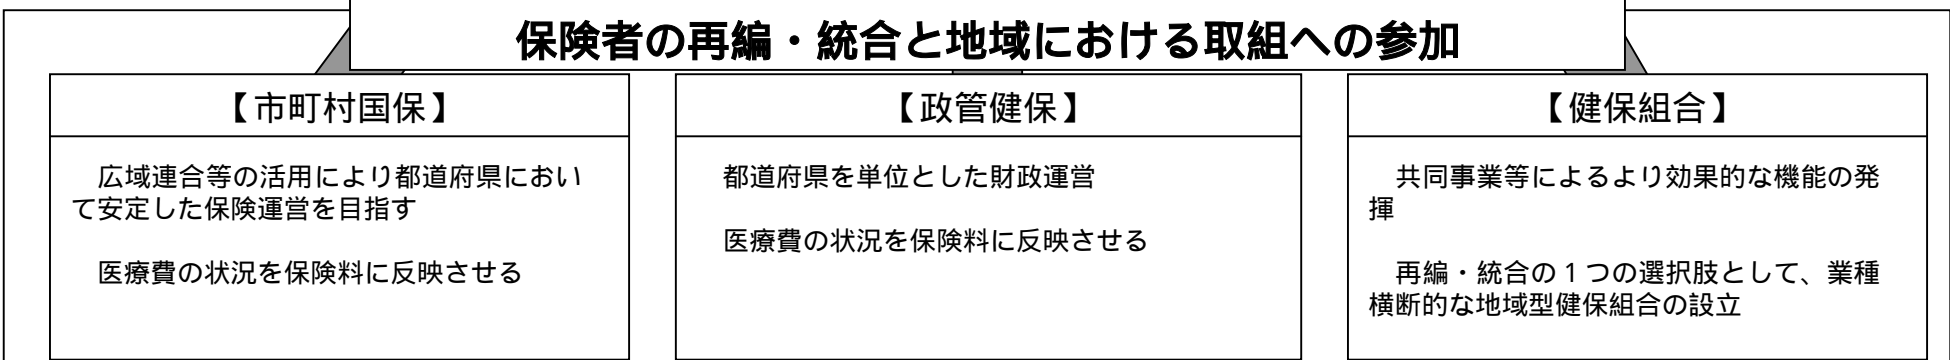 保険者の再編・統合と地域における取組への参加
【市町村国保】
広域連合等の活用により都道府県におい
て安定した保険運営を目指す
医療費の状況を保険料に反映させる
【政管健保】
都道府県を単位とした財政運営
医療費の状況を保険料に反映させる
【健保組合】
共同事業等によるより効果的な機能の発
揮
再編・統合の１つの選択肢として、業種
横断的な地域型健保組合の設立